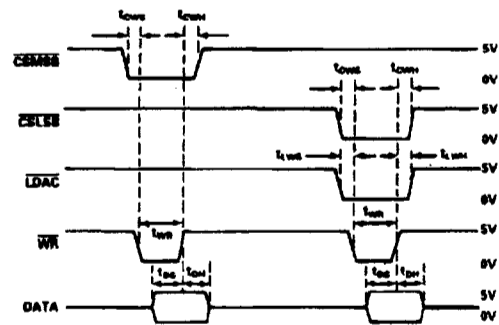 tCWS tCWH
CSMSB 5V
0V
tCWS tCWH
CSLSB 5V
0V
tLWS tLWH
LDAC 5V
0V
tWR tWR
WR 5V
0V
tDS tDH tDS tDH
DATA 5V
0V